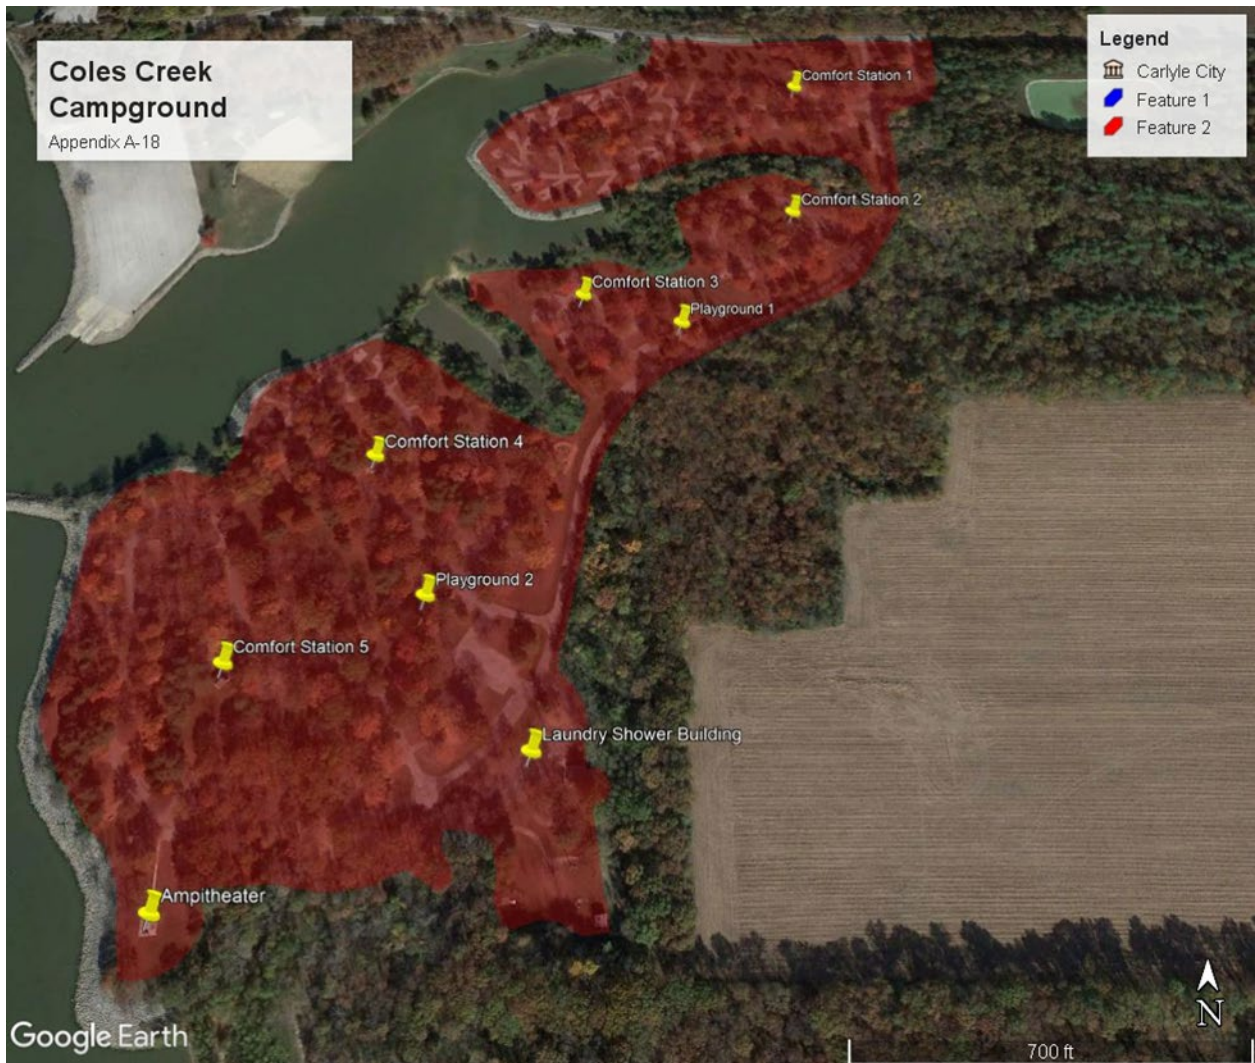 Coles Creek
Campground
Appendix A-18
Legend
Carlyle City
Feature 1
Feature 2
Comfort Station 1
Comfort Station 2
Comfort Station 3
Playground 1
Comfort Station 4
Playground 2
Comfort Station 5
Laundry Shower Building
Ampitheater
N
Google Earth
700 ft